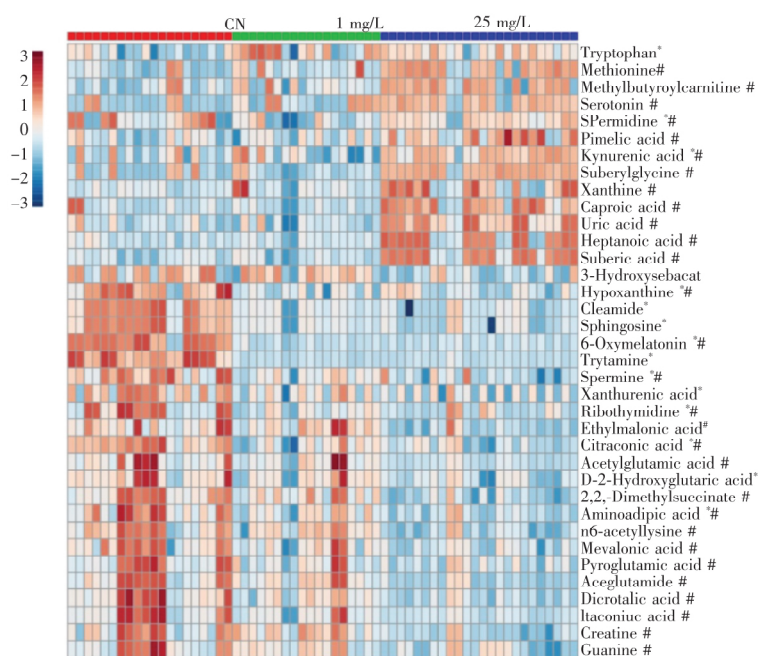 CN 1 mg/L 25 mg/L
3
2
1
0
−1
−2
−3
Tryptophan*
Methionine#
Methylbutyroylcarnitine #
Serotonin #
SPermidine *#
Pimelic acid #
Kynurenic acid *#
Suberylglycine #
Xanthine #
Caproic acid #
Uric acid #
Heptanoic acid #
Suberic acid #
3-Hydroxysebacat
Hypoxanthine *#
Cleamide*
Sphingosine*
6-Oxymelatonin *#
Trytamine*
Spermine *#
Xanthurenic acid*
Ribothymidine *#
Ethylmalonic acid#
Citraconic acid *#
Acetylglutamic acid #
D-2-Hydroxyglutaric acid*
2,2,-Dimethylsuccinate #
Aminoadipic acid *#
n6-acetyllysine #
Mevalonic acid #
Pyroglutamic acid #
Aceglutamide #
Dicrotalic acid #
Itaconiuc acid #
Creatine #
Guanine #